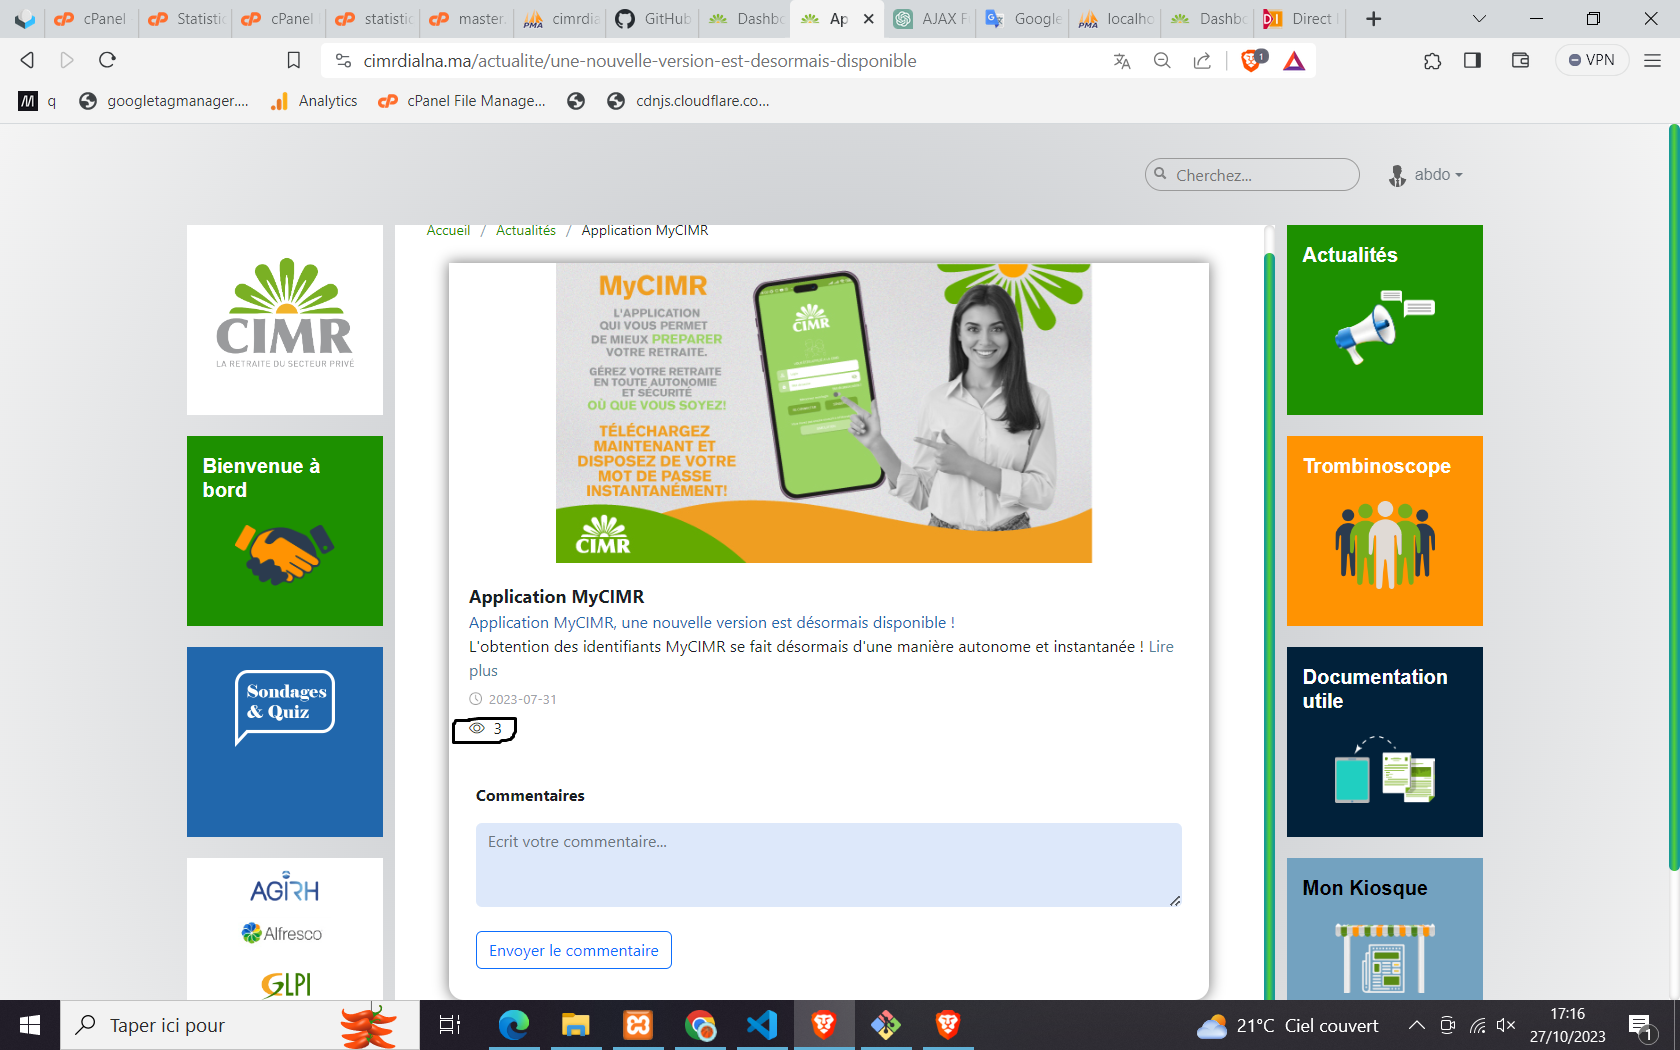 cPanel
Statistic
cPanel
statistic
master.
cimrdia
GitHub
Dashbo
Ap
AJAX F
Google
localho
Dashbo
Direct
cimrdialna.ma/actualite/une-nouvelle-version-est-desormais-disponible
1
VPN
M q
googletagmanager....
Analytics
cPanel File Manage...
cdnjs.cloudflare.co...
Cherchez...
abdo
CIMR
LA RETRAITE DU SECTEUR PRIVÉ
Bienvenue à
bord
Sondages
& Quiz
AGIRH
Alfresco
GLPI
Accueil / Actualités / Application MyCIMR
MyCIMR
L'APPLICATION
QUI VOUS PERMET
DE MIEUX PREPARER
VOTRE RETRAITE.
GÉREZ VOTRE RETRAITE
EN TOUTE AUTONOMIE
ET SÉCURITÉ
OÙ QUE VOUS SOYEZ!
TÉLÉCHARGEZ
MAINTENANT ET
DISPOSEZ DE VOTRE
MOT DE PASSE
INSTANTANÉMENT!
CIMR
CIMR
Application MyCIMR
Application MyCIMR, une nouvelle version est désormais disponible !
L'obtention des identifiants MyCIMR se fait désormais d'une manière autonome et instantanée ! Lire
plus
2023-07-31
3
Commentaires
Ecrit votre commentaire...
Envoyer le commentaire
Actualités
Trombinoscope
Documentation
utile
Mon Kiosque
Taper ici pour
21°C Ciel couvert
17:16
27/10/2023
1